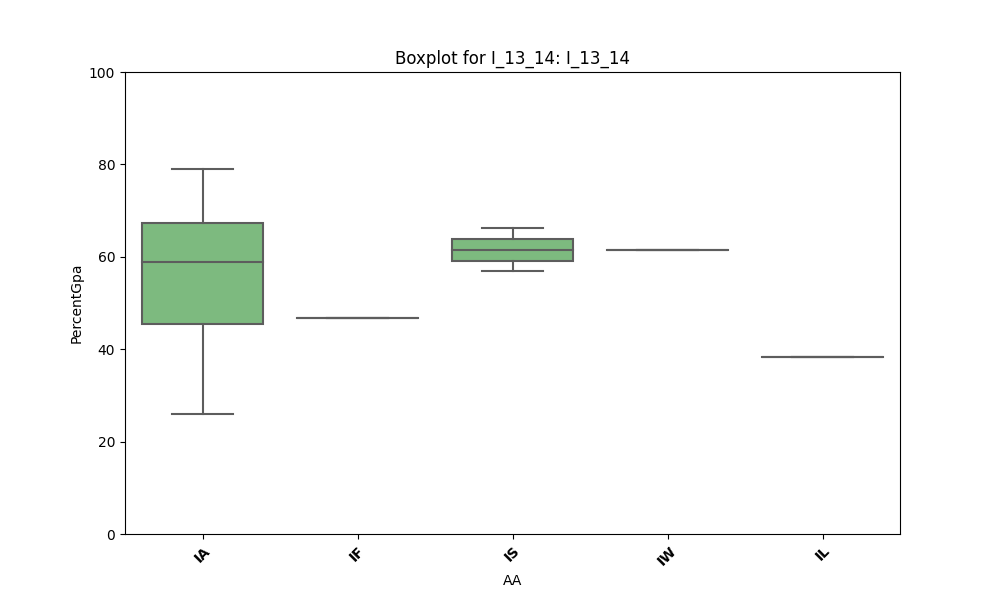 Boxplot for I_13_14: I_13_14
100
80
60
40
20
0
PercentGpa
IA
IF
IS
IW
IL
AA